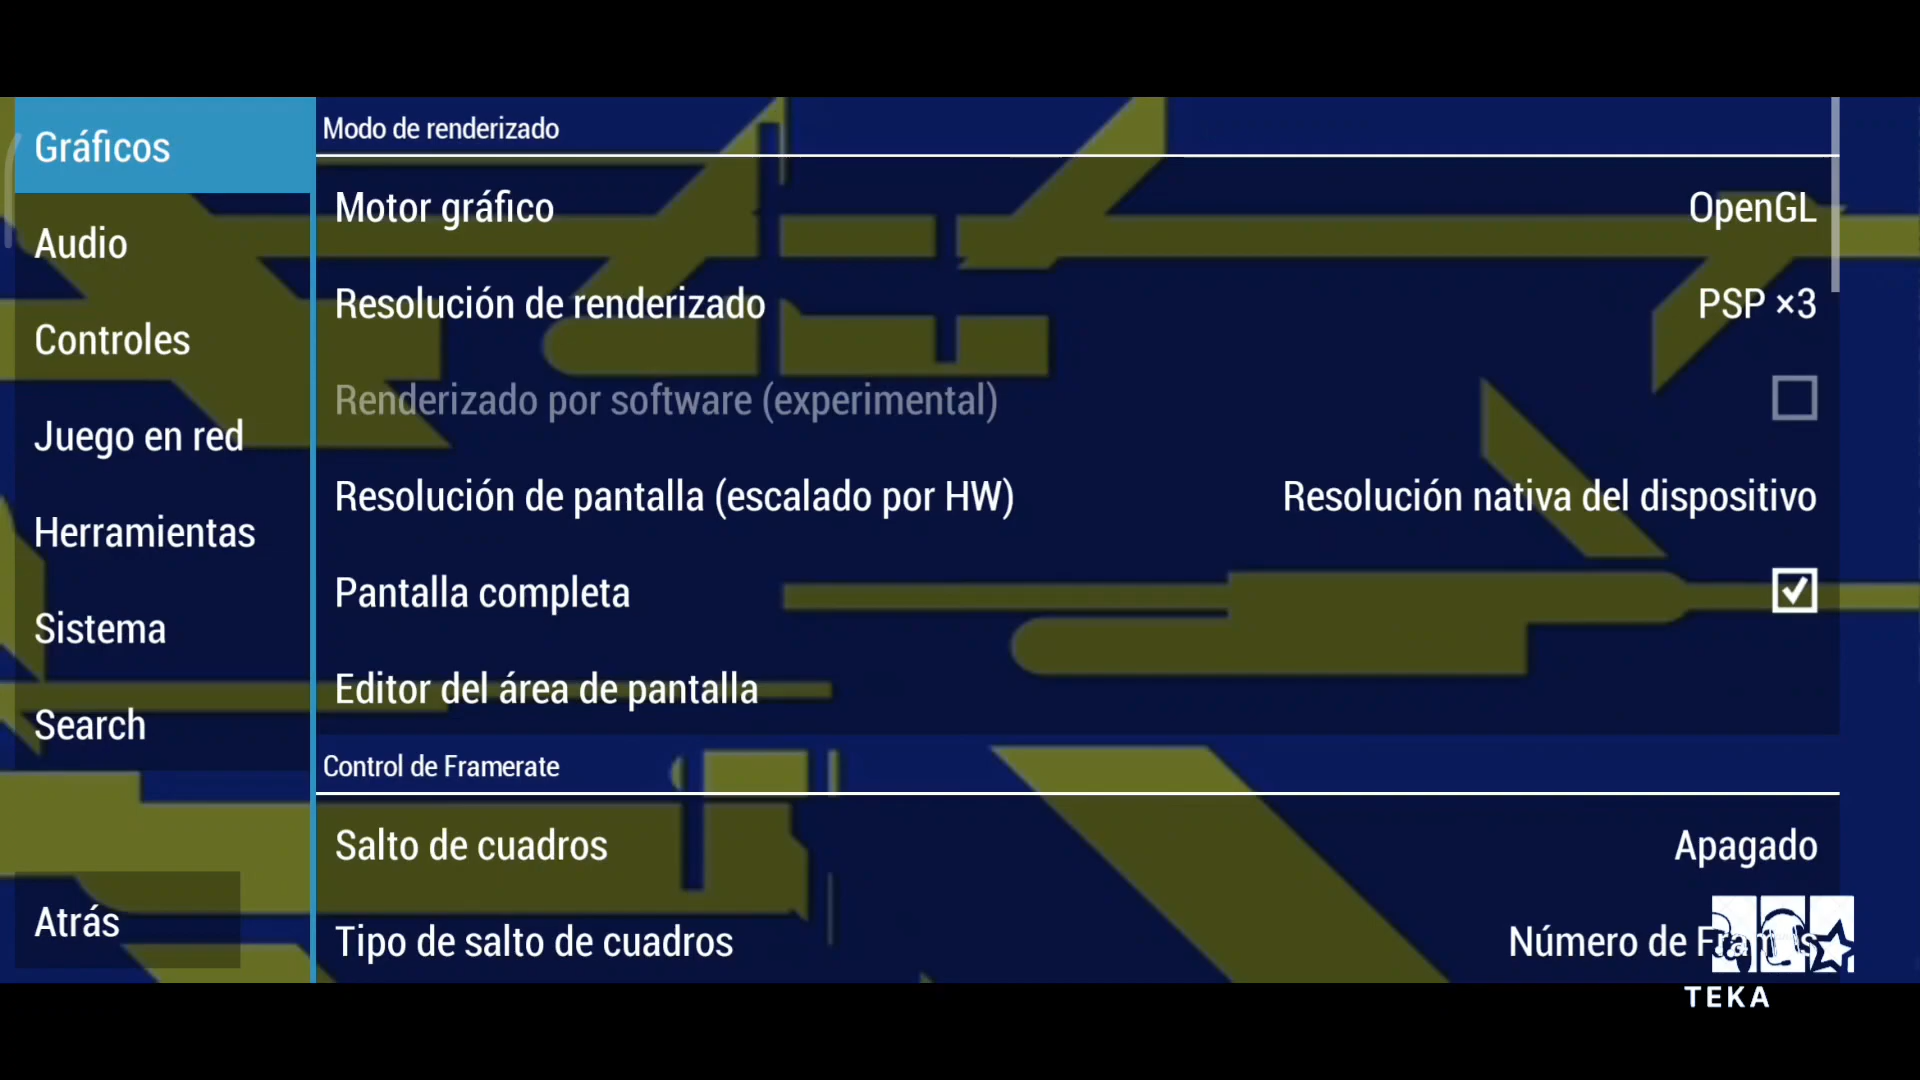 Gráficos
Audio
Controles
Juego en red
Herramientas
Sistema
Search
Atrás
Modo de renderizado
Motor gráfico OpenGL
Resolución de renderizado PSP ×3
Renderizado por software (experimental)
Resolución de pantalla (escalado por HW) Resolución nativa del dispositivo
Pantalla completa
Editor del área de pantalla
Control de Framerate
Salto de cuadros Apagado
Tipo de salto de cuadros Número de Frames
TEKA